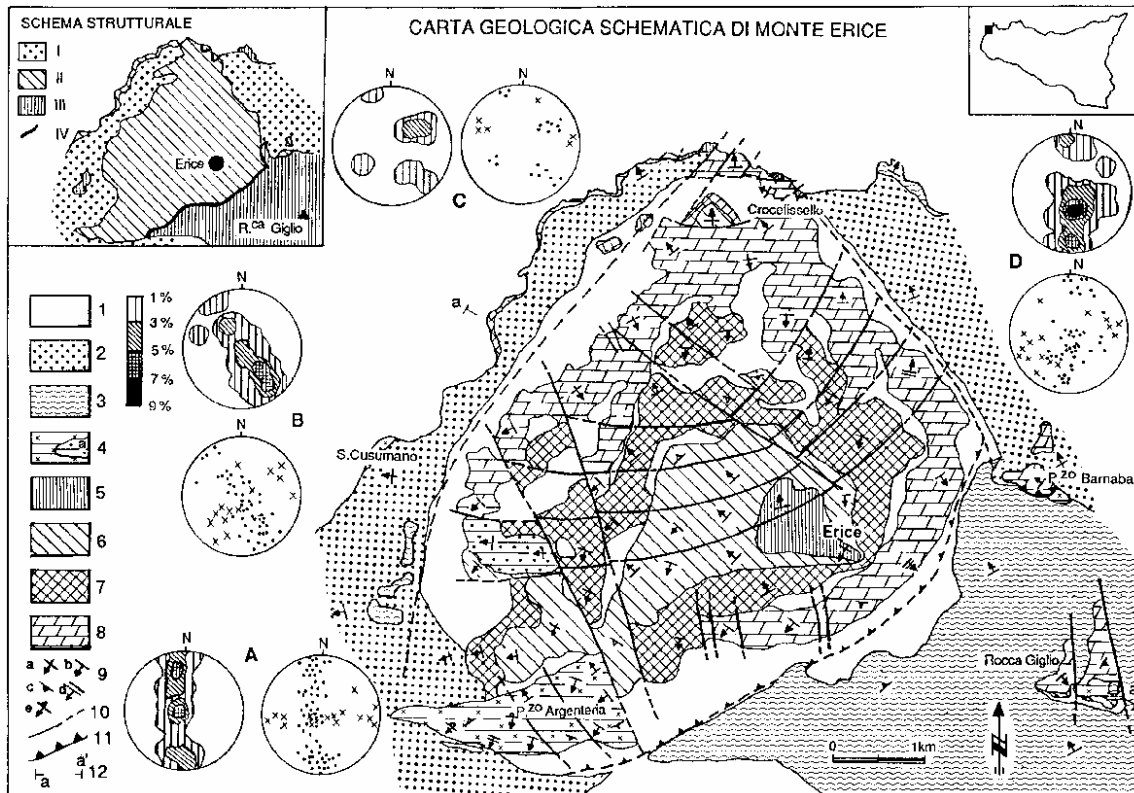 SCHEMA STRUTTURALE
I
II
III
IV
Erice
R.ca Giglio
CARTA GEOLOGICA SCHEMATICA DI MONTE ERICE
N
N
C
N
D
N
1
2
3
4
a
5
6
7
8
a b 9
c d
e
10
11
a a' 12
1 %
3 %
5 %
7 %
9 %
N
B
N
N
A
N
a
Crocefissello
S.Cusumano
P.zo Barnaba
Erice
Rocca Giglio
P.zo Argenteria
a'
0 1km
N